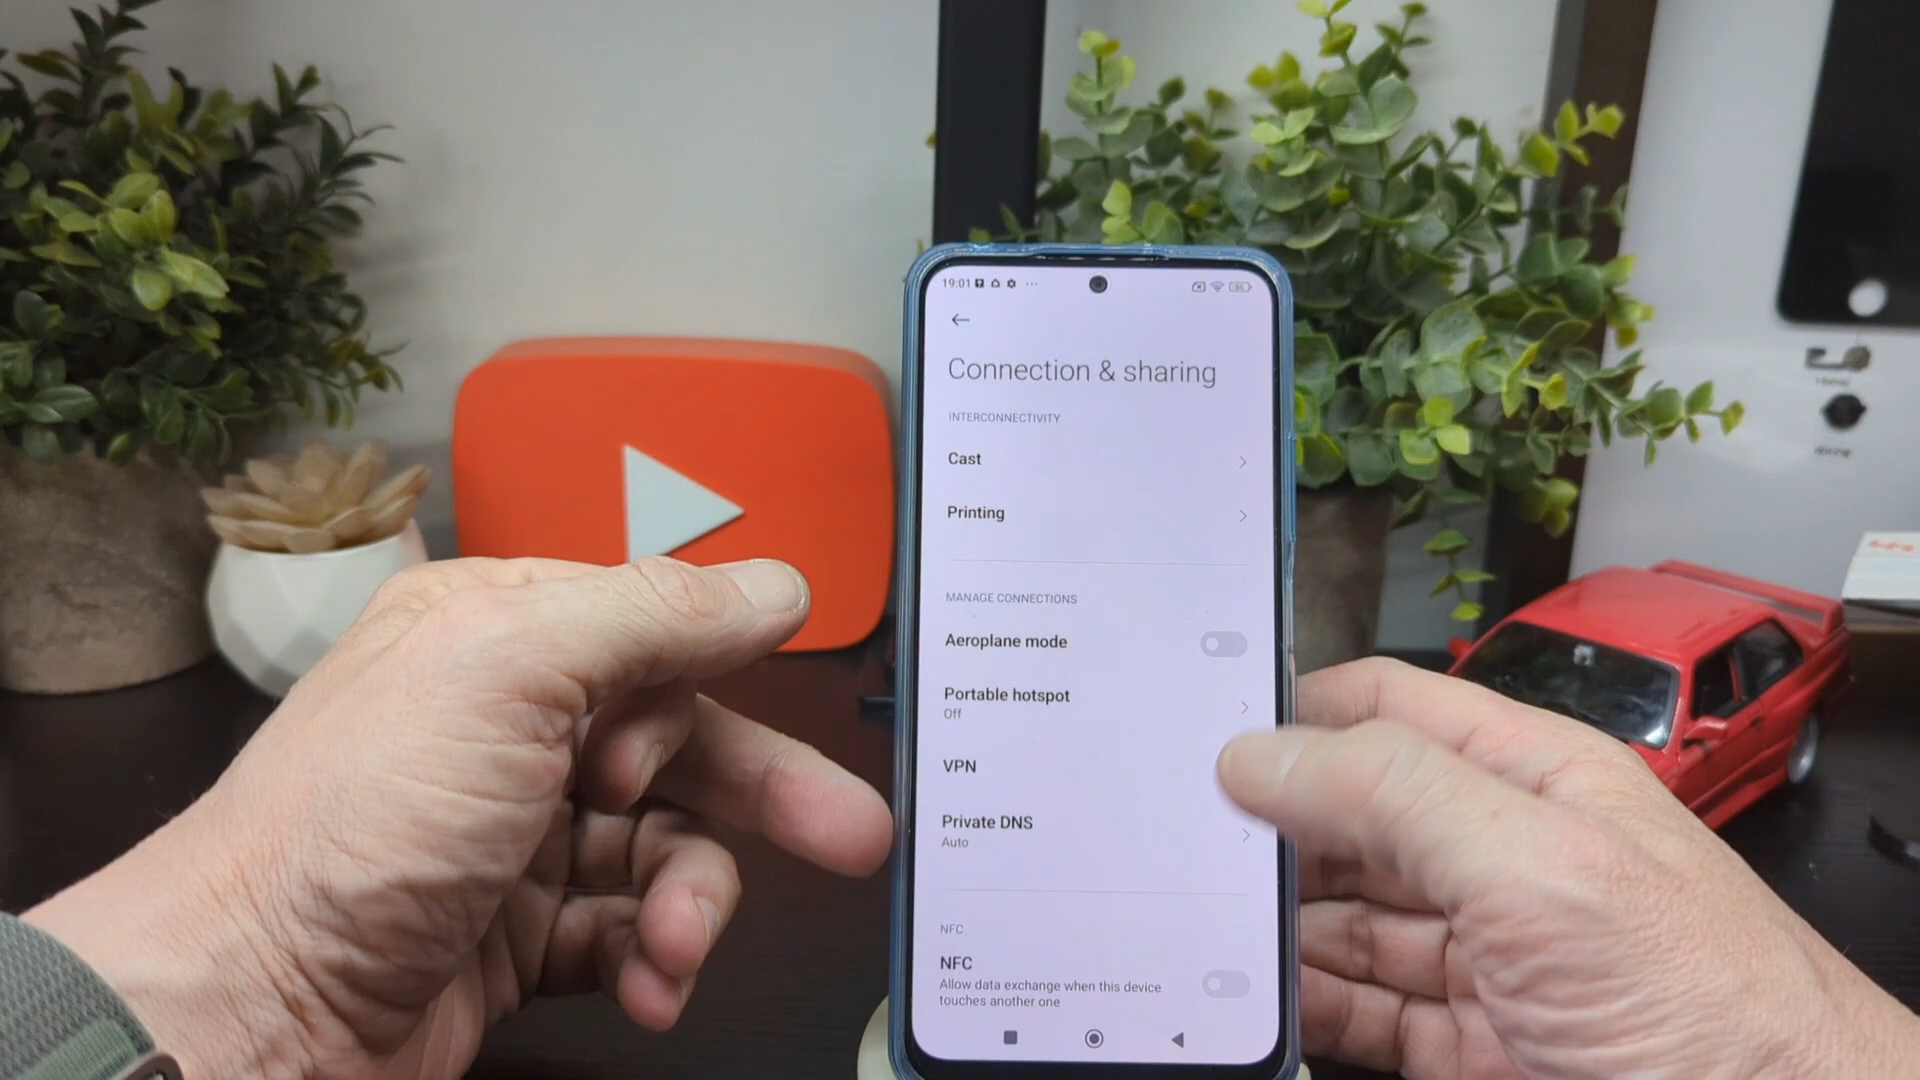 19:01
Connection & sharing
INTERCONNECTIVITY
Cast
Printing
MANAGE CONNECTIONS
Aeroplane mode
Portable hotspot
Off
VPN
Private DNS
Auto
NFC
NFC
Allow data exchange when this device
touches another one